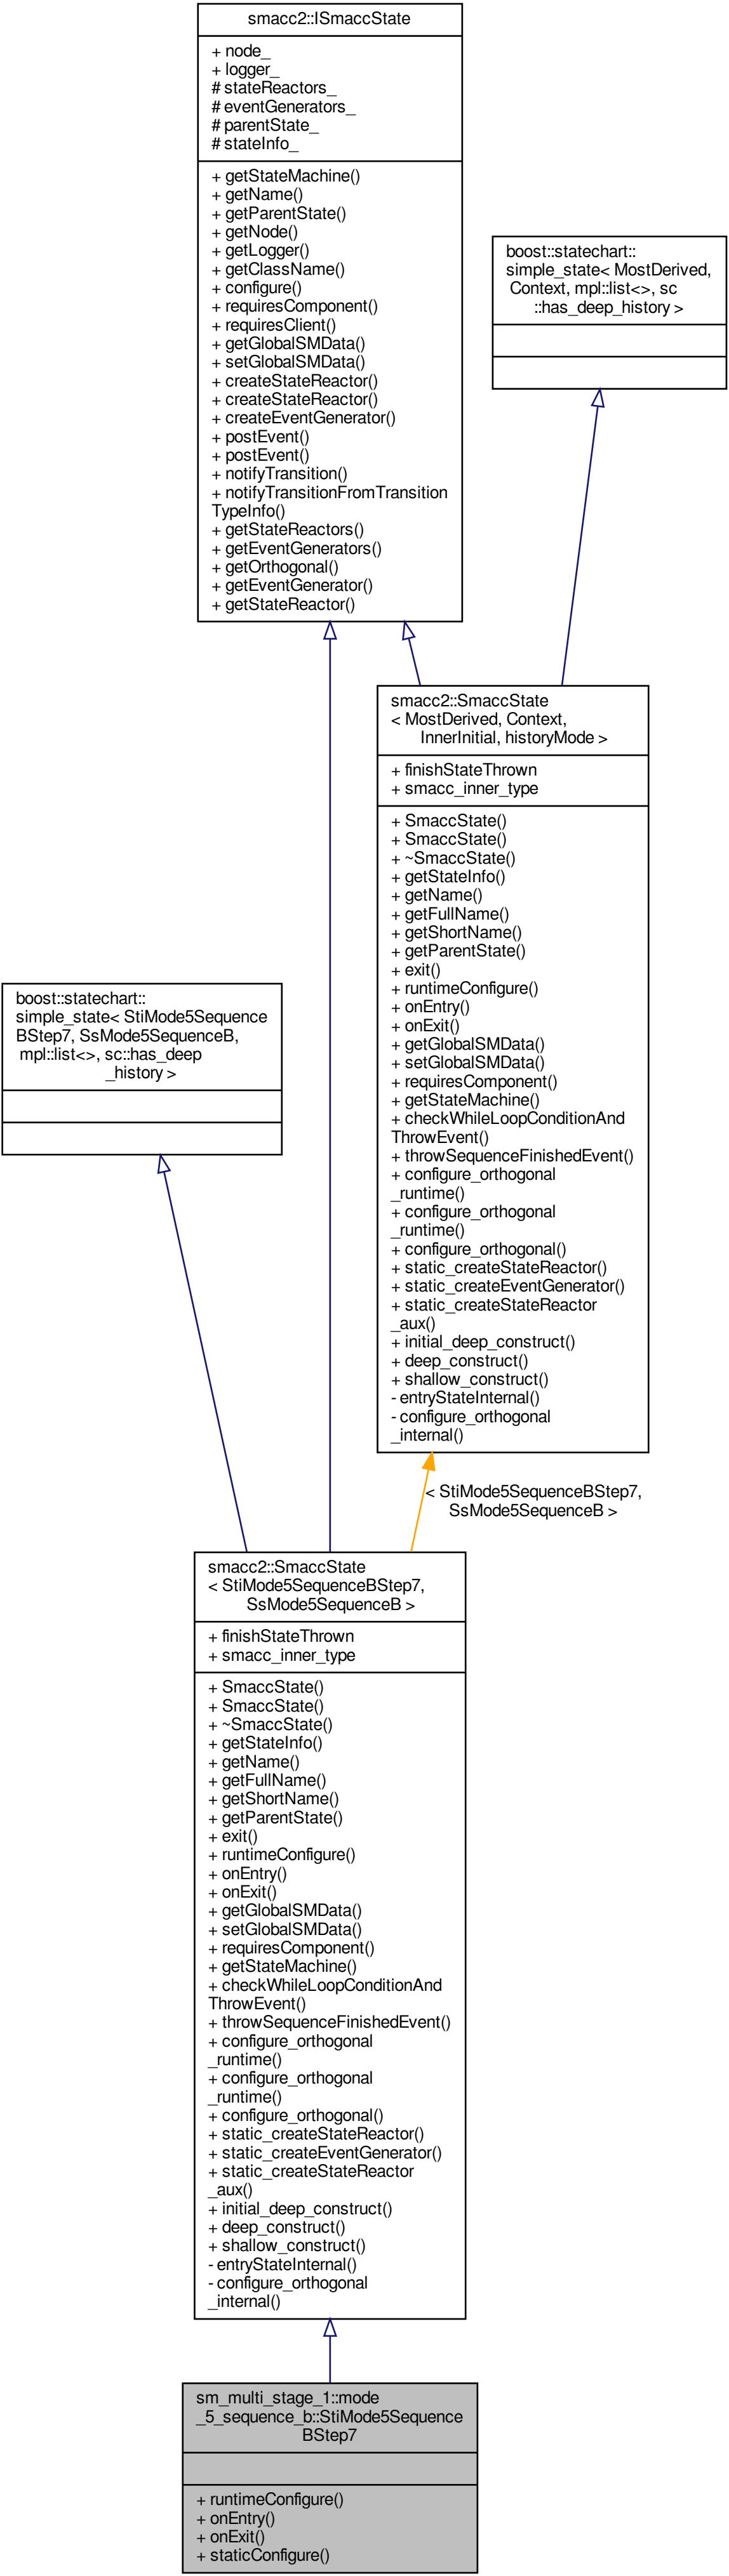 smacc2::ISmaccState
+ node_
+ logger_
# stateReactors_
# eventGenerators_
# parentState_
# stateInfo_
+ getStateMachine()
+ getName()
+ getParentState()
+ getNode()
+ getLogger()
+ getClassName()
+ configure()
+ requiresComponent()
+ requiresClient()
+ getGlobalSMData()
+ setGlobalSMData()
+ createStateReactor()
+ createStateReactor()
+ createEventGenerator()
+ postEvent()
+ postEvent()
+ notifyTransition()
+ notifyTransitionFromTransition
TypeInfo()
+ getStateReactors()
+ getEventGenerators()
+ getOrthogonal()
+ getEventGenerator()
+ getStateReactor()
boost::statechart::
simple_state< MostDerived,
Context, mpl::list<>, sc
::has_deep_history >
smacc2::SmaccState
< MostDerived, Context,
InnerInitial, historyMode >
+ finishStateThrown
+ smacc_inner_type
+ SmaccState()
+ SmaccState()
+ ~SmaccState()
+ getStateInfo()
+ getName()
+ getFullName()
+ getShortName()
+ getParentState()
+ exit()
+ runtimeConfigure()
+ onEntry()
+ onExit()
+ getGlobalSMData()
+ setGlobalSMData()
+ requiresComponent()
+ getStateMachine()
+ checkWhileLoopConditionAnd
ThrowEvent()
+ throwSequenceFinishedEvent()
+ configure_orthogonal
_runtime()
+ configure_orthogonal
_runtime()
+ configure_orthogonal()
+ static_createStateReactor()
+ static_createEventGenerator()
+ static_createStateReactor
_aux()
+ initial_deep_construct()
+ deep_construct()
+ shallow_construct()
- entryStateInternal()
- configure_orthogonal
_internal()
boost::statechart::
simple_state< StiMode5Sequence
BStep7, SsMode5SequenceB,
mpl::list<>, sc::has_deep
_history >
< StiMode5SequenceBStep7,
SsMode5SequenceB >
smacc2::SmaccState
< StiMode5SequenceBStep7,
SsMode5SequenceB >
+ finishStateThrown
+ smacc_inner_type
+ SmaccState()
+ SmaccState()
+ ~SmaccState()
+ getStateInfo()
+ getName()
+ getFullName()
+ getShortName()
+ getParentState()
+ exit()
+ runtimeConfigure()
+ onEntry()
+ onExit()
+ getGlobalSMData()
+ setGlobalSMData()
+ requiresComponent()
+ getStateMachine()
+ checkWhileLoopConditionAnd
ThrowEvent()
+ throwSequenceFinishedEvent()
+ configure_orthogonal
_runtime()
+ configure_orthogonal
_runtime()
+ configure_orthogonal()
+ static_createStateReactor()
+ static_createEventGenerator()
+ static_createStateReactor
_aux()
+ initial_deep_construct()
+ deep_construct()
+ shallow_construct()
- entryStateInternal()
- configure_orthogonal
_internal()
sm_multi_stage_1::mode
_5_sequence_b::StiMode5Sequence
BStep7
+ runtimeConfigure()
+ onEntry()
+ onExit()
+ staticConfigure()